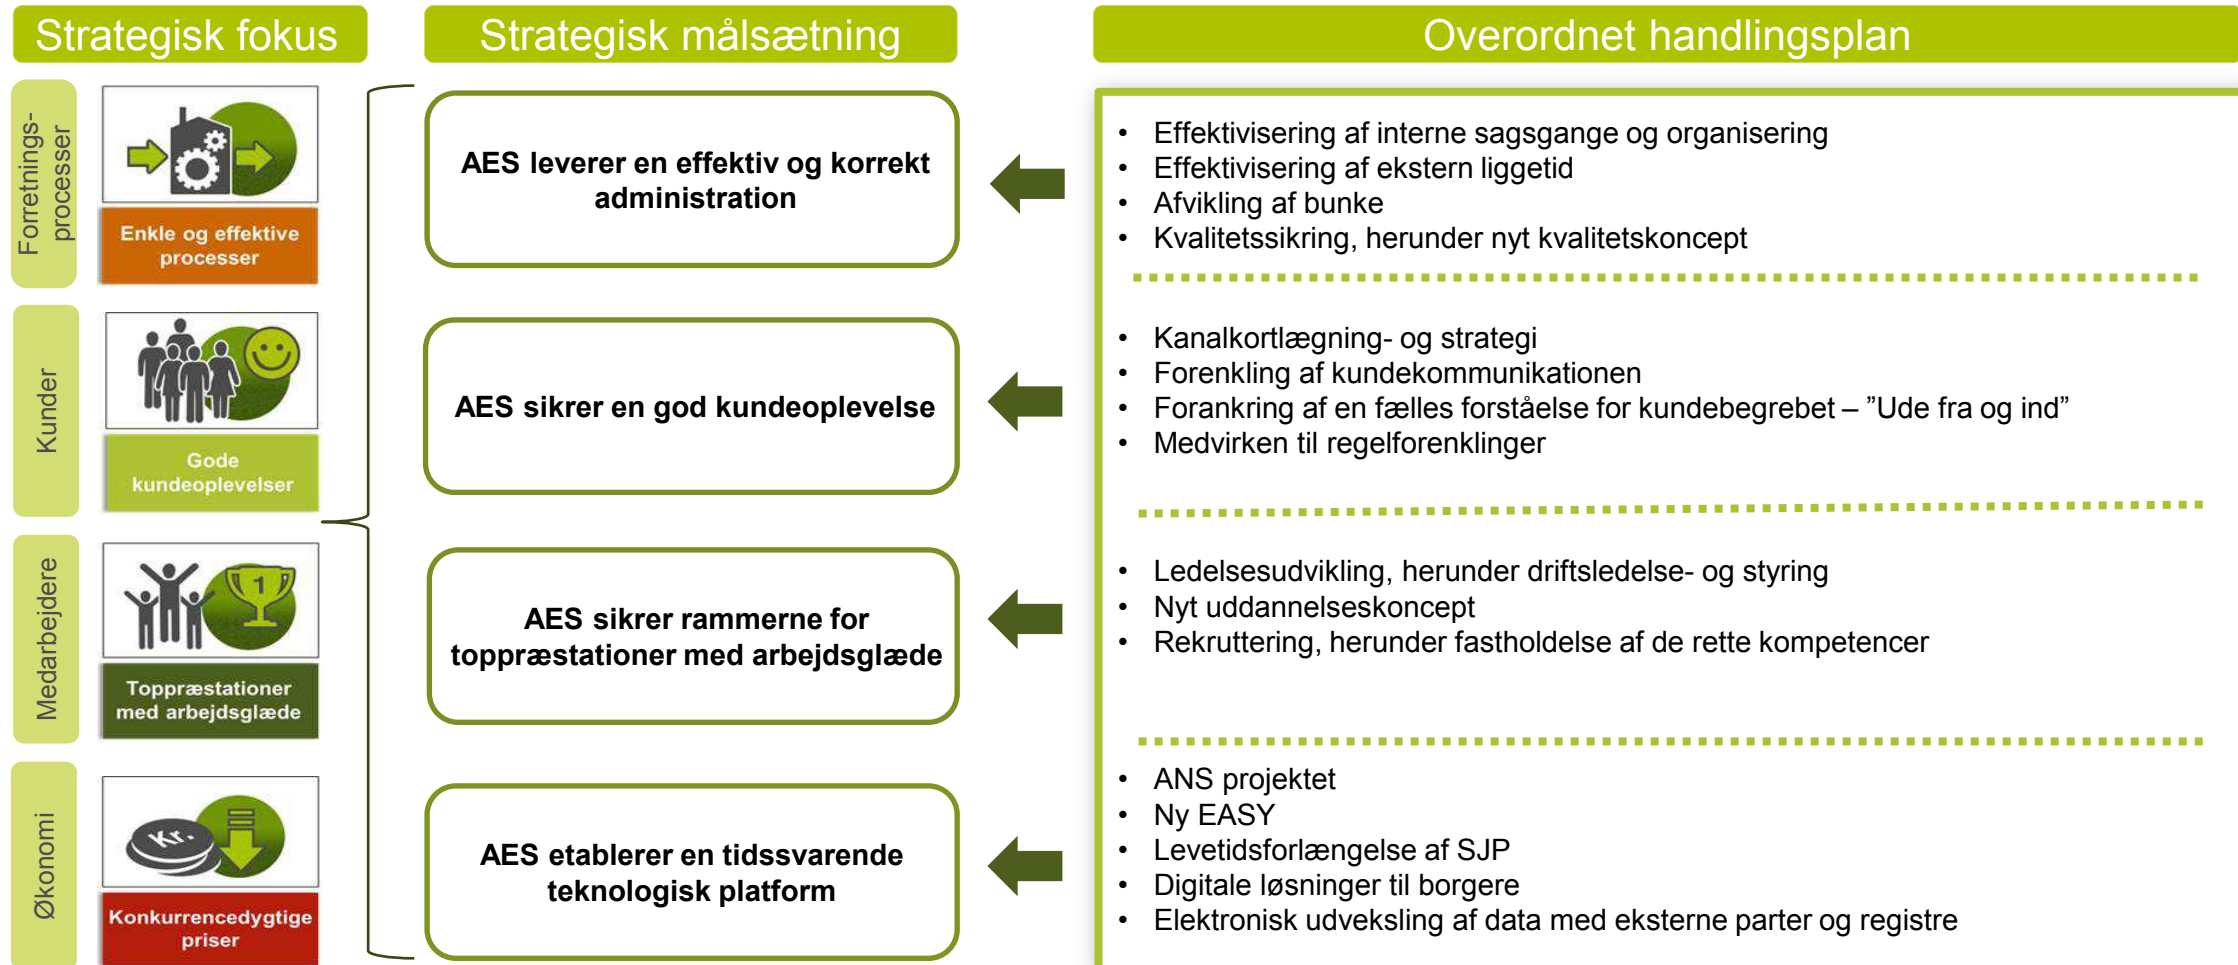 Strategisk fokus
Strategisk målsætning
Overordnet handlingsplan
Forretnings-
processer
Enkle og effektive
processer
AES leverer en effektiv og korrekt
administration
• Effektivisering af interne sagsgange og organisering
• Effektivisering af ekstern liggetid
• Afvikling af bunke
• Kvalitetssikring, herunder nyt kvalitetskoncept
Kunder
Gode
kundeoplevelser
AES sikrer en god kundeoplevelse
• Kanalkortlægning- og strategi
• Forenkling af kundekommunikationen
• Forankring af en fælles forståelse for kundebegrebet – ”Ude fra og ind”
• Medvirken til regelforenklinger
Medarbejdere
1
Toppræstationer
med arbejdsglæde
AES sikrer rammerne for
toppræstationer med arbejdsglæde
• Ledelsesudvikling, herunder driftsledelse- og styring
• Nyt uddannelseskoncept
• Rekruttering, herunder fastholdelse af de rette kompetencer
Økonomi
Kr.
Konkurrencedygtige
priser
AES etablerer en tidssvarende
teknologisk platform
• ANS projektet
• Ny EASY
• Levetidsforlængelse af SJP
• Digitale løsninger til borgere
• Elektronisk udveksling af data med eksterne parter og registre